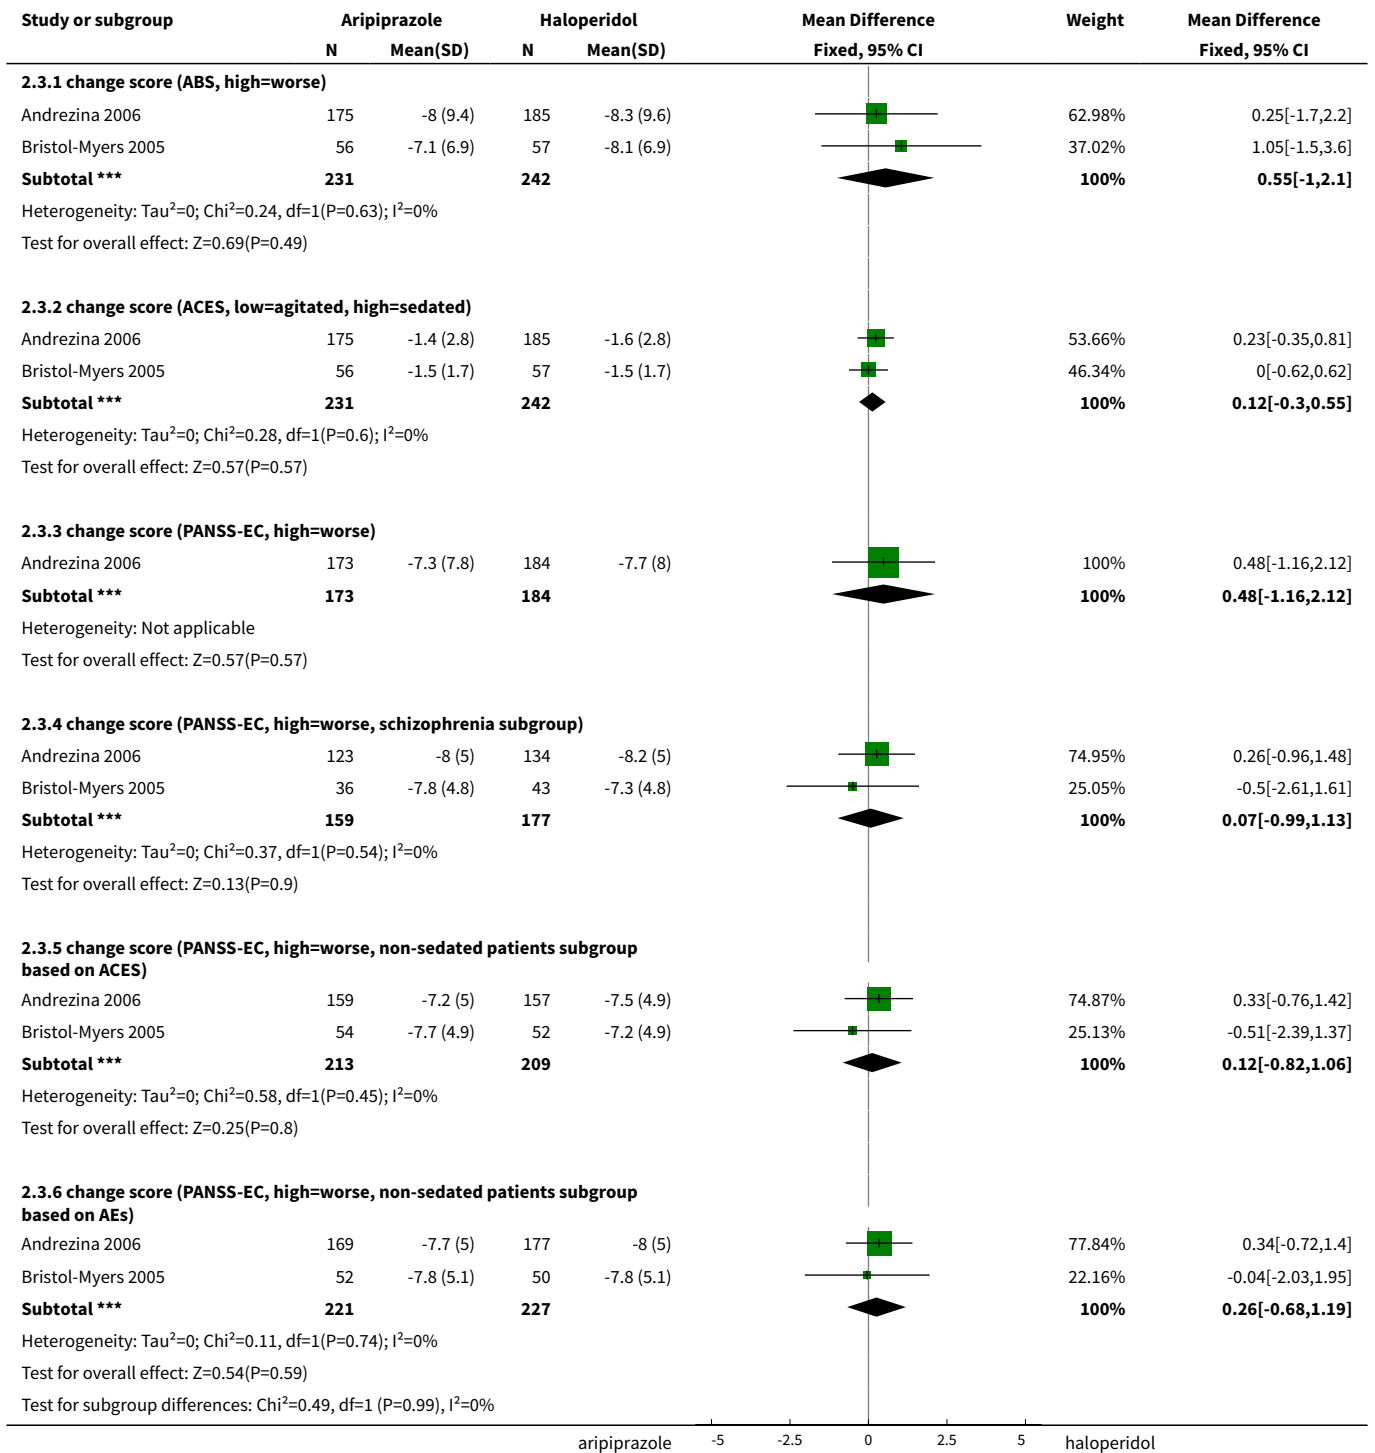 Study or subgroup Aripiprazole Haloperidol Mean Difference Weight Mean Difference
N Mean(SD) N Mean(SD) Fixed, 95% CI Fixed, 95% CI
2.3.1 change score (ABS, high=worse)
Andrezina 2006 175 -8 (9.4) 185 -8.3 (9.6) 62.98% 0.25[-1.7,2.2]
Bristol-Myers 2005 56 -7.1 (6.9) 57 -8.1 (6.9) 37.02% 1.05[-1.5,3.6]
Subtotal *** 231 242 100% 0.55[-1,2.1]
Heterogeneity: Tau²=0; Chi²=0.24, df=1(P=0.63); I²=0%
Test for overall effect: Z=0.69(P=0.49)
2.3.2 change score (ACES, low=agitated, high=sedated)
Andrezina 2006 175 -1.4 (2.8) 185 -1.6 (2.8) 53.66% 0.23[-0.35,0.81]
Bristol-Myers 2005 56 -1.5 (1.7) 57 -1.5 (1.7) 46.34% 0[-0.62,0.62]
Subtotal *** 231 242 100% 0.12[-0.3,0.55]
Heterogeneity: Tau²=0; Chi²=0.28, df=1(P=0.6); I²=0%
Test for overall effect: Z=0.57(P=0.57)
2.3.3 change score (PANSS-EC, high=worse)
Andrezina 2006 173 -7.3 (7.8) 184 -7.7 (8) 100% 0.48[-1.16,2.12]
Subtotal *** 173 184 100% 0.48[-1.16,2.12]
Heterogeneity: Not applicable
Test for overall effect: Z=0.57(P=0.57)
2.3.4 change score (PANSS-EC, high=worse, schizophrenia subgroup)
Andrezina 2006 123 -8 (5) 134 -8.2 (5) 74.95% 0.26[-0.96,1.48]
Bristol-Myers 2005 36 -7.8 (4.8) 43 -7.3 (4.8) 25.05% -0.5[-2.61,1.61]
Subtotal *** 159 177 100% 0.07[-0.99,1.13]
Heterogeneity: Tau²=0; Chi²=0.37, df=1(P=0.54); I²=0%
Test for overall effect: Z=0.13(P=0.9)
2.3.5 change score (PANSS-EC, high=worse, non-sedated patients subgroup
based on ACES)
Andrezina 2006 159 -7.2 (5) 157 -7.5 (4.9) 74.87% 0.33[-0.76,1.42]
Bristol-Myers 2005 54 -7.7 (4.9) 52 -7.2 (4.9) 25.13% -0.51[-2.39,1.37]
Subtotal *** 213 209 100% 0.12[-0.82,1.06]
Heterogeneity: Tau²=0; Chi²=0.58, df=1(P=0.45); I²=0%
Test for overall effect: Z=0.25(P=0.8)
2.3.6 change score (PANSS-EC, high=worse, non-sedated patients subgroup
based on AEs)
Andrezina 2006 169 -7.7 (5) 177 -8 (5) 77.84% 0.34[-0.72,1.4]
Bristol-Myers 2005 52 -7.8 (5.1) 50 -7.8 (5.1) 22.16% -0.04[-2.03,1.95]
Subtotal *** 221 227 100% 0.26[-0.68,1.19]
Heterogeneity: Tau²=0; Chi²=0.11, df=1(P=0.74); I²=0%
Test for overall effect: Z=0.54(P=0.59)
Test for subgroup differences: Chi²=0.49, df=1 (P=0.99), I²=0%
aripiprazole -5 -2.5 0 2.5 5 haloperidol